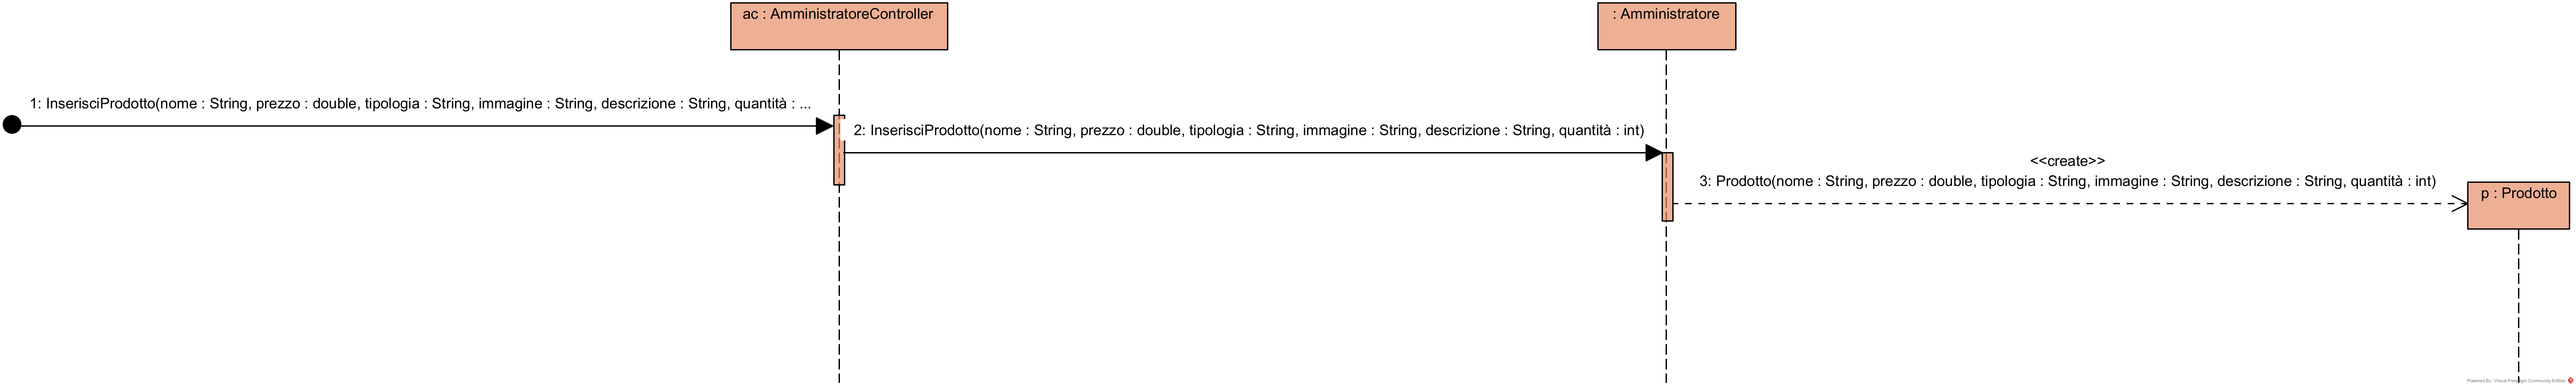 ac : AmministratoreController
: Amministratore
1: InserisciProdotto(nome : String, prezzo : double, tipologia : String, immagine : String, descrizione : String, quantità : ...
2: InserisciProdotto(nome : String, prezzo : double, tipologia : String, immagine : String, descrizione : String, quantità : int)
<<create>>
3: Prodotto(nome : String, prezzo : double, tipologia : String, immagine : String, descrizione : String, quantità : int)
p : Prodotto
Powered By Visual Paradigm Community Edition